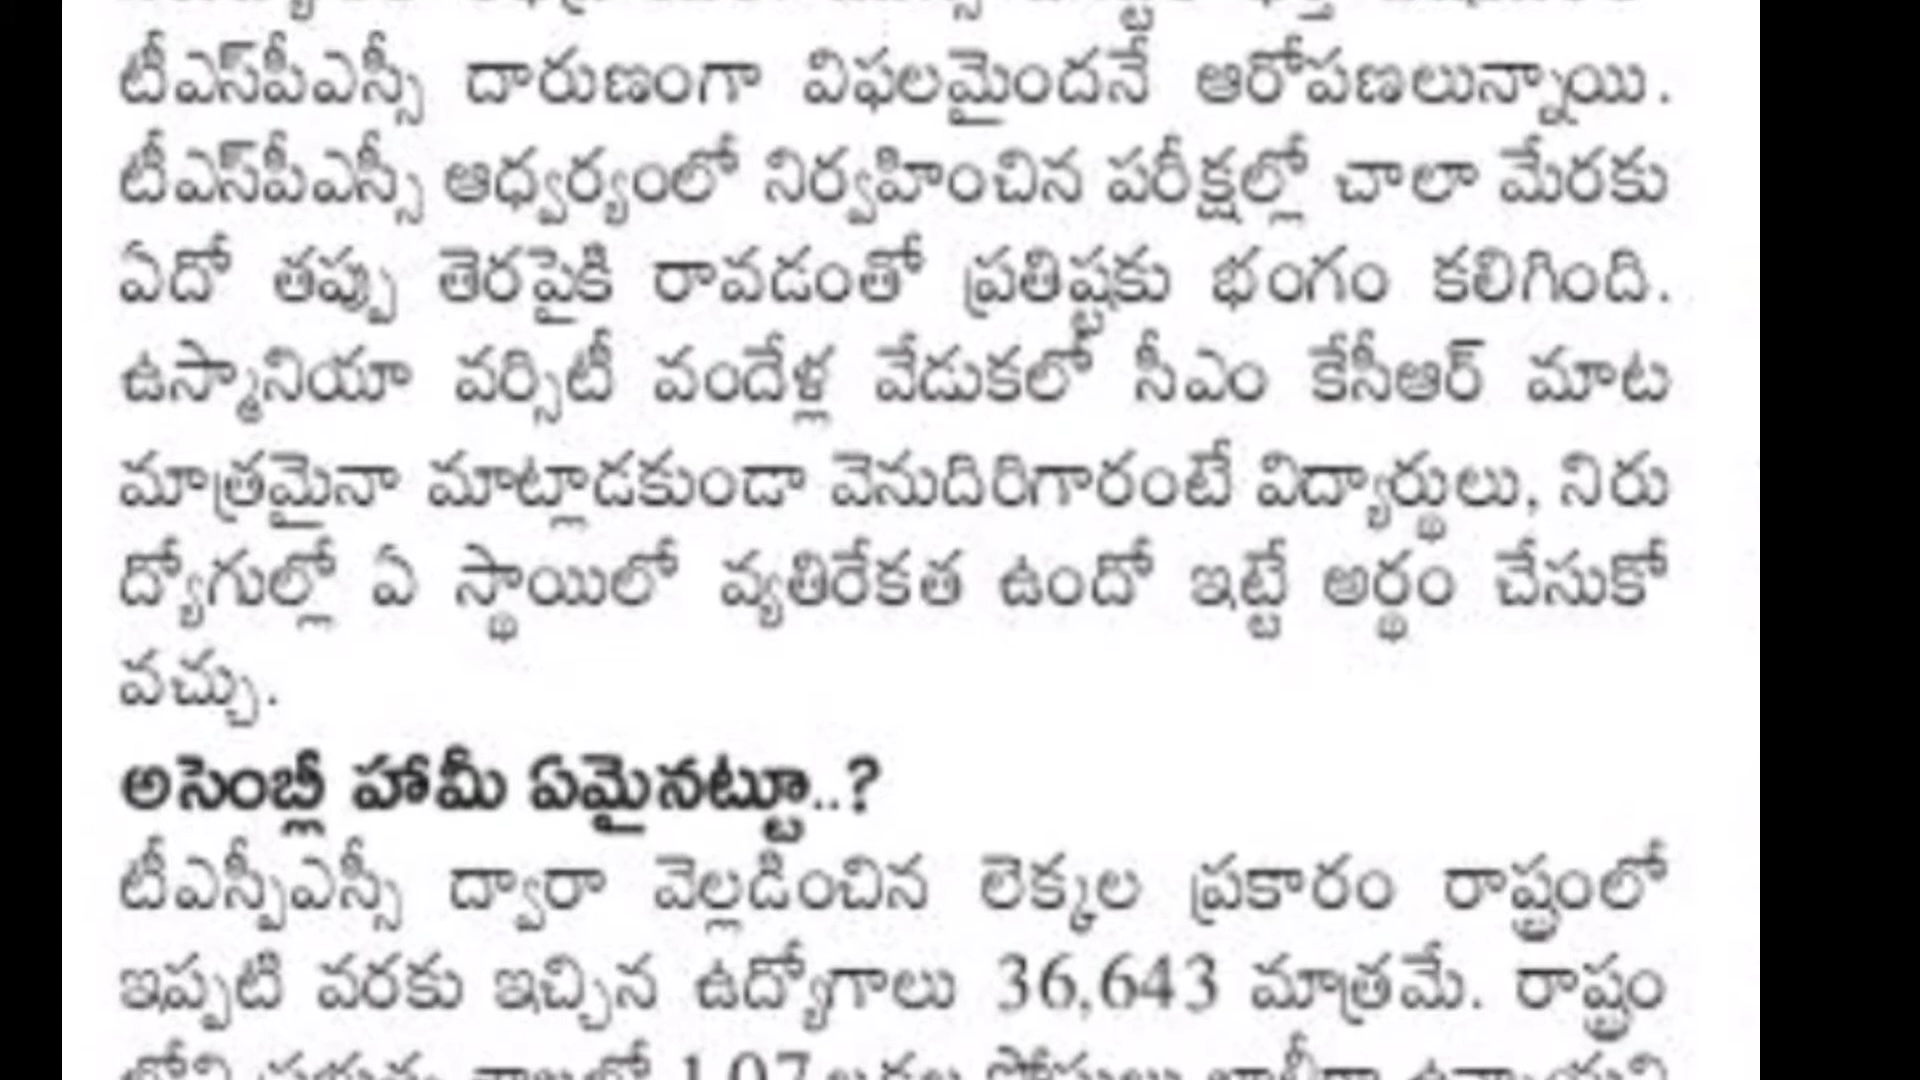 టీఎస్‌పీఎస్సీ దారుణంగా విఫలమైందనే ఆరోపణలున్నాయి.
టీఎస్‌పీఎస్సీ ఆధ్వర్యంలో నిర్వహించిన పరీక్షల్లో చాలా మేరకు
ఏదో తప్పు తెరపైకి రావడంతో ప్రతిష్టకు భంగం కలిగింది.
ఉస్మానియా వర్సిటీ వందేళ్ల వేడుకలో సీఎం కేసీఆర్ మాట
మాత్రమైనా మాట్లాడకుండా వెనుదిరిగారంటే విద్యార్థులు, నిరు
ద్యోగుల్లో ఏ స్థాయిలో వ్యతిరేకత ఉందో ఇట్టే అర్థం చేసుకో
వచ్చు.
అసెంబ్లీ హామీ ఏమైనట్టూ..?
టీఎస్పీఎస్సీ ద్వారా వెల్లడించిన లెక్కల ప్రకారం రాష్ట్రంలో
ఇప్పటి వరకు ఇచ్చిన ఉద్యోగాలు 36,643 మాత్రమే. రాష్ట్రం